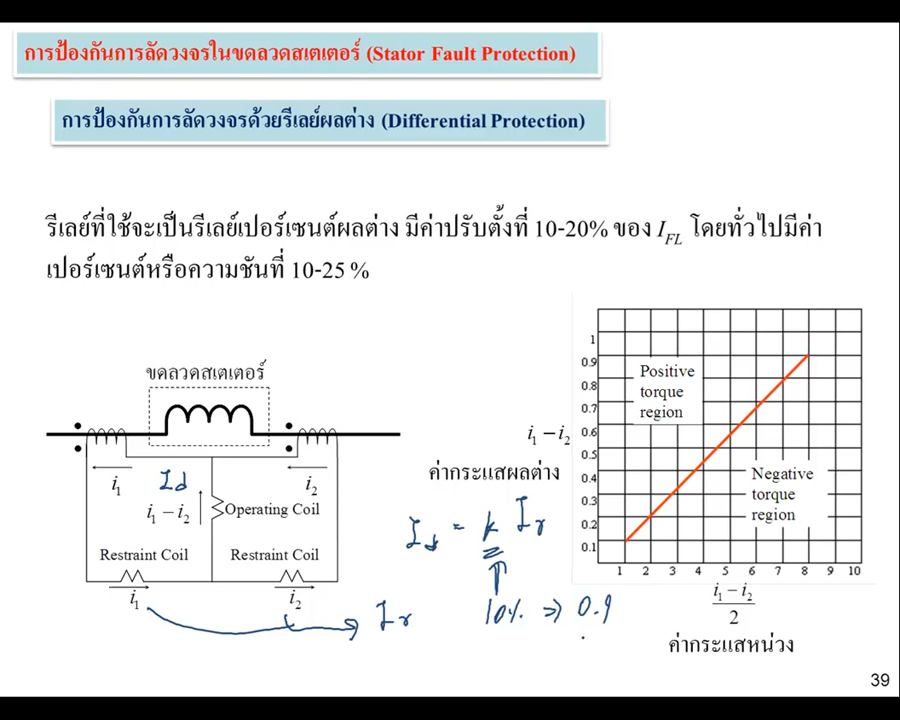 การป้องกันการลัดวงจรในขดลวดสเตเตอร์ (Stator Fault Protection)
การป้องกันการลัดวงจรด้วยรีเลย์ผลต่าง (Differential Protection)
รีเลย์ที่ใช้จะเป็นรีเลย์เปอร์เซนต์ผลต่าง มีค่าปรับตั้งที่ 10-20% ของ I_FL โดยทั่วไปมีค่า
เปอร์เซนต์หรือความชันที่ 10-25 %
ขดลวดสเตเตอร์
i₁
Id
i₂
i₁ − i₂
Operating Coil
Restraint Coil
Restraint Coil
i₁
i₂
Ir
i₁ − i₂
ค่ากระแสผลต่าง
Id = k Ir
10% ⇒ 0.1
1
0.9
0.8
0.7
0.6
0.5
0.4
0.3
0.2
0.1
Positive
torque
region
Negative
torque
region
1 2 3 4 5 6 7 8 9 10
i₁ − i₂
2
ค่ากระแสหน่วง
39